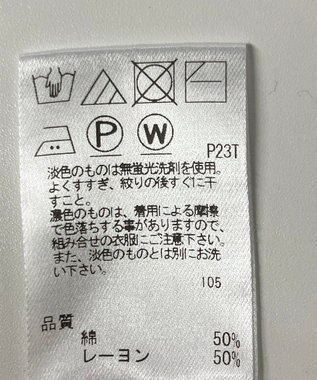 P W P23T
淡色のものは無蛍光洗剤を使用。
よくすすぎ、絞りの後すぐに干
すこと。
濃色のものは、着用による摩擦
で色落ちする事がありますので、
組み合せの衣服にご注意下さい。
また、淡色のものとは別にお洗
い下さい。
105
品質
綿 50%
レーヨン 50%